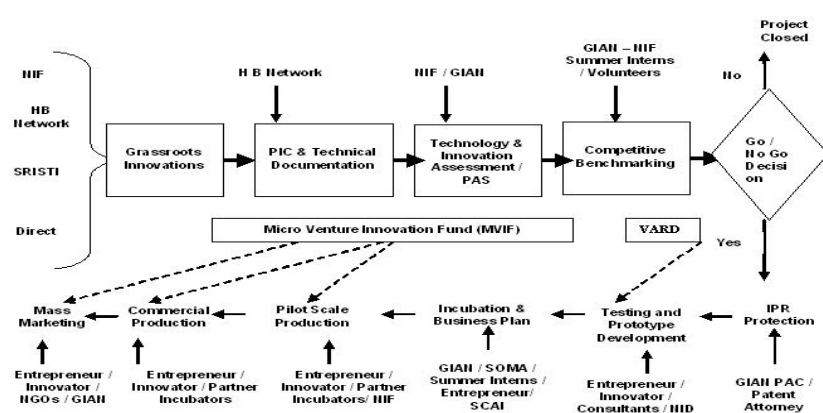 Project
Closed
GIAN – NIF
Summer Interns
/ Volunteers
H B Network
NIF / GIAN
No
NIF
HB
Network
SRISTI
Direct
Grassroots
Innovations
PIC & Technical
Documentation
Technology &
Innovation
Assessment /
PAS
Competitive
Benchmarking
Go /
No Go
Decisi
on
Micro Venture Innovation Fund (MVIF)
VARD
Yes
Mass
Marketing
Commercial
Production
Pilot Scale
Production
Incubation &
Business Plan
Testing and
Prototype
Development
IPR
Protection
Entrepreneur /
Innovator /
NGOs / GIAN
Entrepreneur /
Innovator / Partner
Incubators
Entrepreneur /
Innovator / Partner
Incubators/ NIF
GIAN / SOMA /
Summer Interns /
Entrepreneur/
SCAI
Entrepreneur /
Innovator /
Consultants / NID
GIAN PAC /
Patent
Attorney